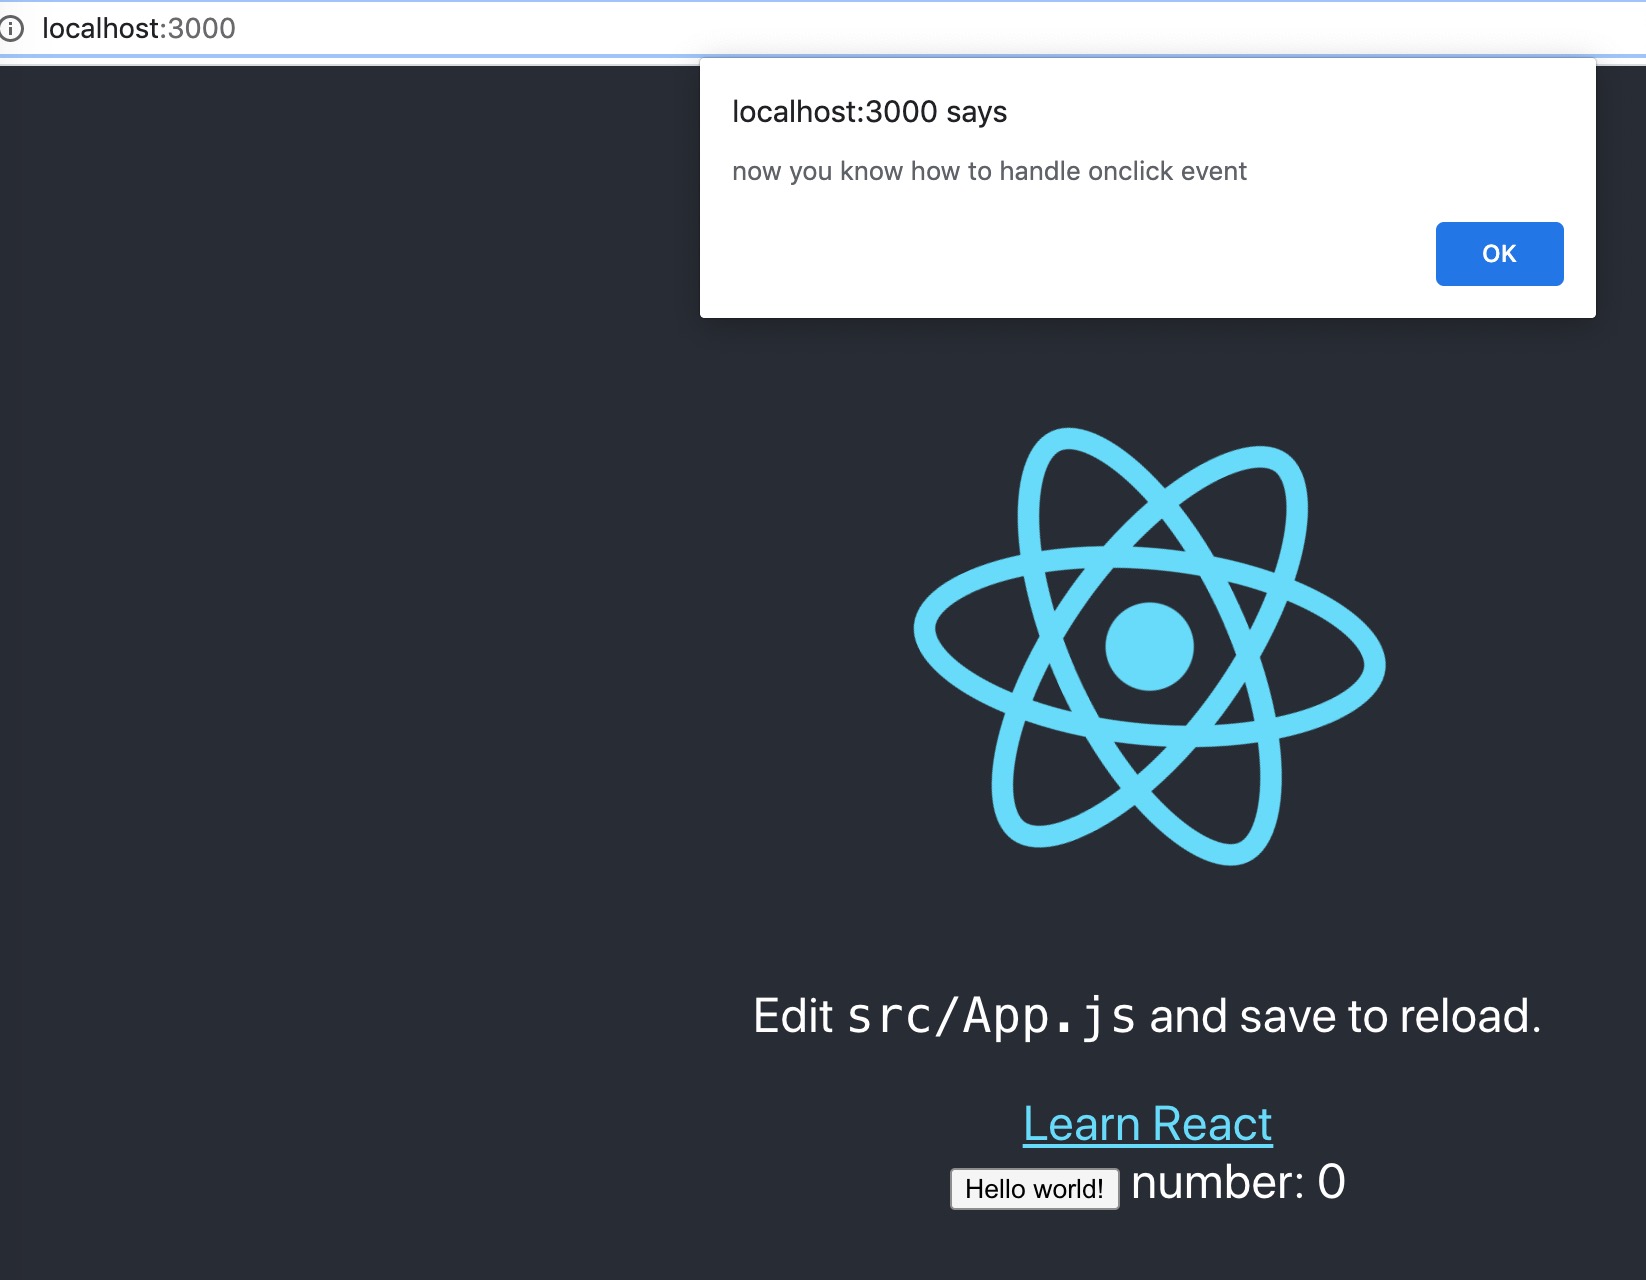 localhost:3000
localhost:3000 says
now you know how to handle onclick event
OK
Edit src/App.js and save to reload.
Learn React
Hello world! number: 0